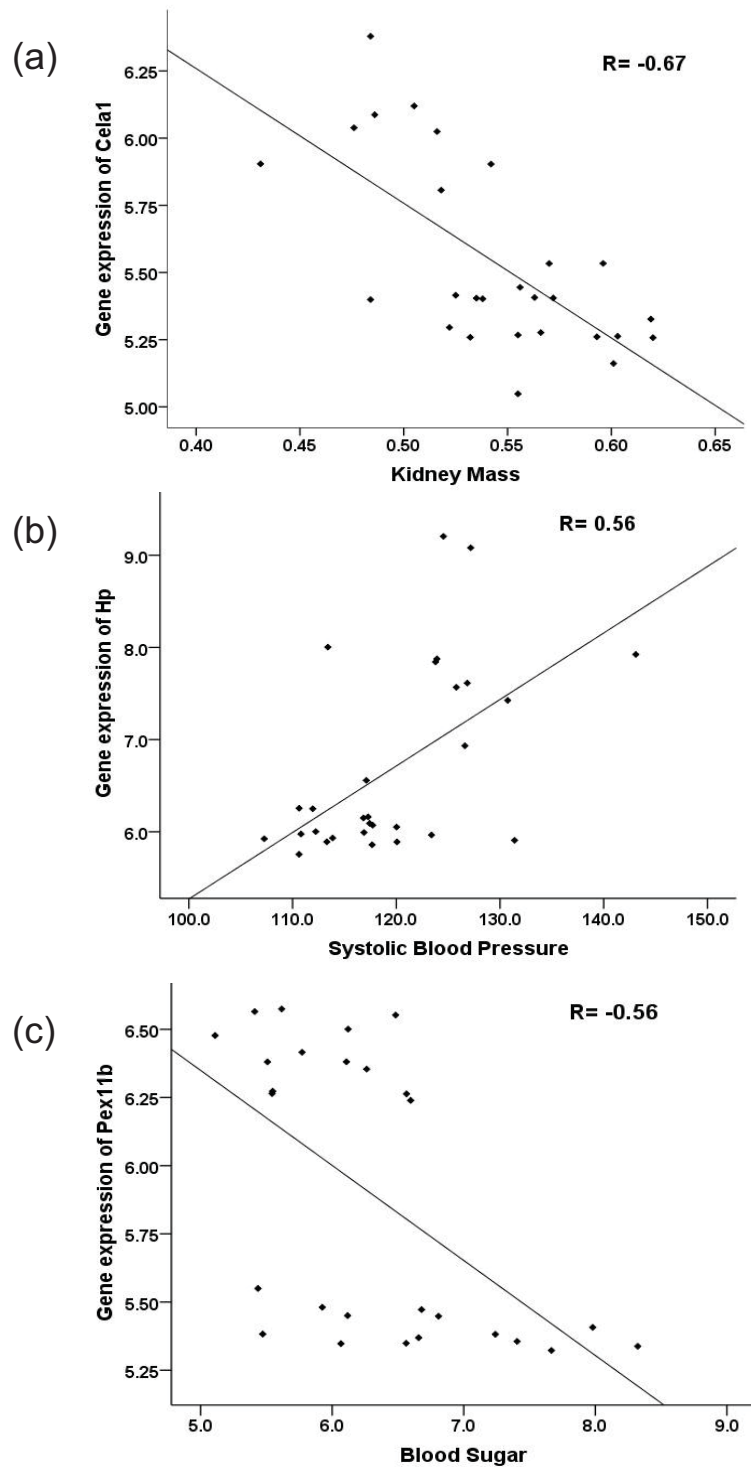 (a)
R= -0.67
Gene expression of Cela1
6.25
6.00
5.75
5.50
5.25
5.00
0.40 0.45 0.50 0.55 0.60 0.65
Kidney Mass
(b)
R= 0.56
Gene expression of Hp
9.0
8.0
7.0
6.0
100.0 110.0 120.0 130.0 140.0 150.0
Systolic Blood Pressure
(c)
R= -0.56
Gene expression of Pex11b
6.50
6.25
6.00
5.75
5.50
5.25
5.0 6.0 7.0 8.0 9.0
Blood Sugar